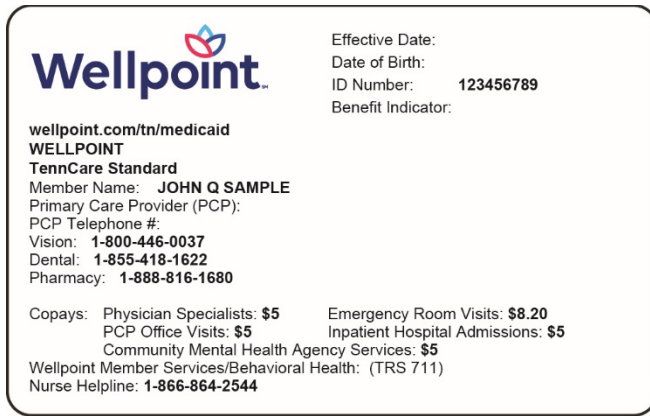 Wellpoint
SM
Effective Date:
Date of Birth:
ID Number: 123456789
Benefit Indicator:
wellpoint.com/tn/medicaid
WELLPOINT
TennCare Standard
Member Name: JOHN Q SAMPLE
Primary Care Provider (PCP):
PCP Telephone #:
Vision: 1-800-446-0037
Dental: 1-855-418-1622
Pharmacy: 1-888-816-1680
Copays: Physician Specialists: $5 Emergency Room Visits: $8.20
PCP Office Visits: $5 Inpatient Hospital Admissions: $5
Community Mental Health Agency Services: $5
Wellpoint Member Services/Behavioral Health: (TRS 711)
Nurse Helpline: 1-866-864-2544